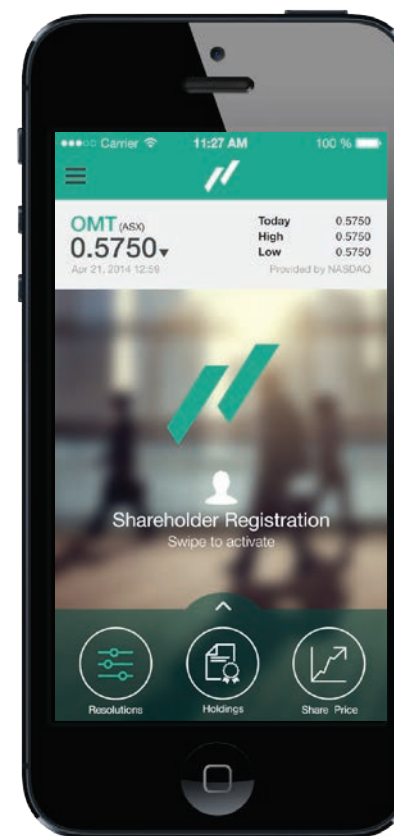 Carrier 11:27 AM 100 %
OMT (ASX)
0.5750
Apr 21, 2014 12:59
Today 0.5750
High 0.5750
Low 0.5750
Provided by NASDAQ
Shareholder Registration
Swipe to activate
Resolutions Holdings Share Price